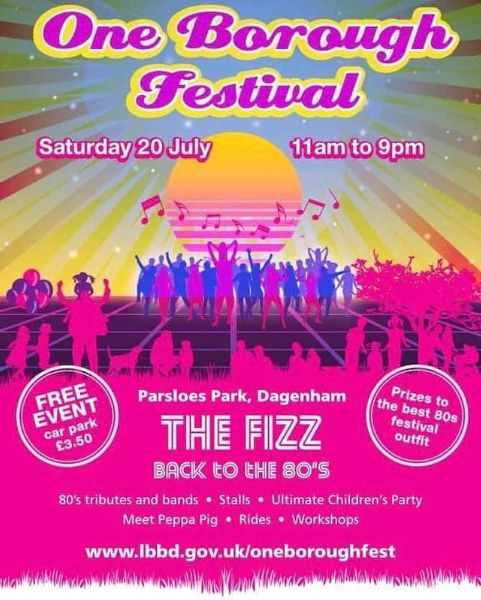 One Borough
Festival
Saturday 20 July
11am to 9pm
FREE
EVENT
car park
£3.50
Parsloes Park, Dagenham
THE FIZZ
BACK to the 80's
Prizes to
the best 80s
festival
outfit
80's tributes and bands • Stalls • Ultimate Children's Party
Meet Peppa Pig • Rides • Workshops
www.lbbd.gov.uk/oneboroughfest